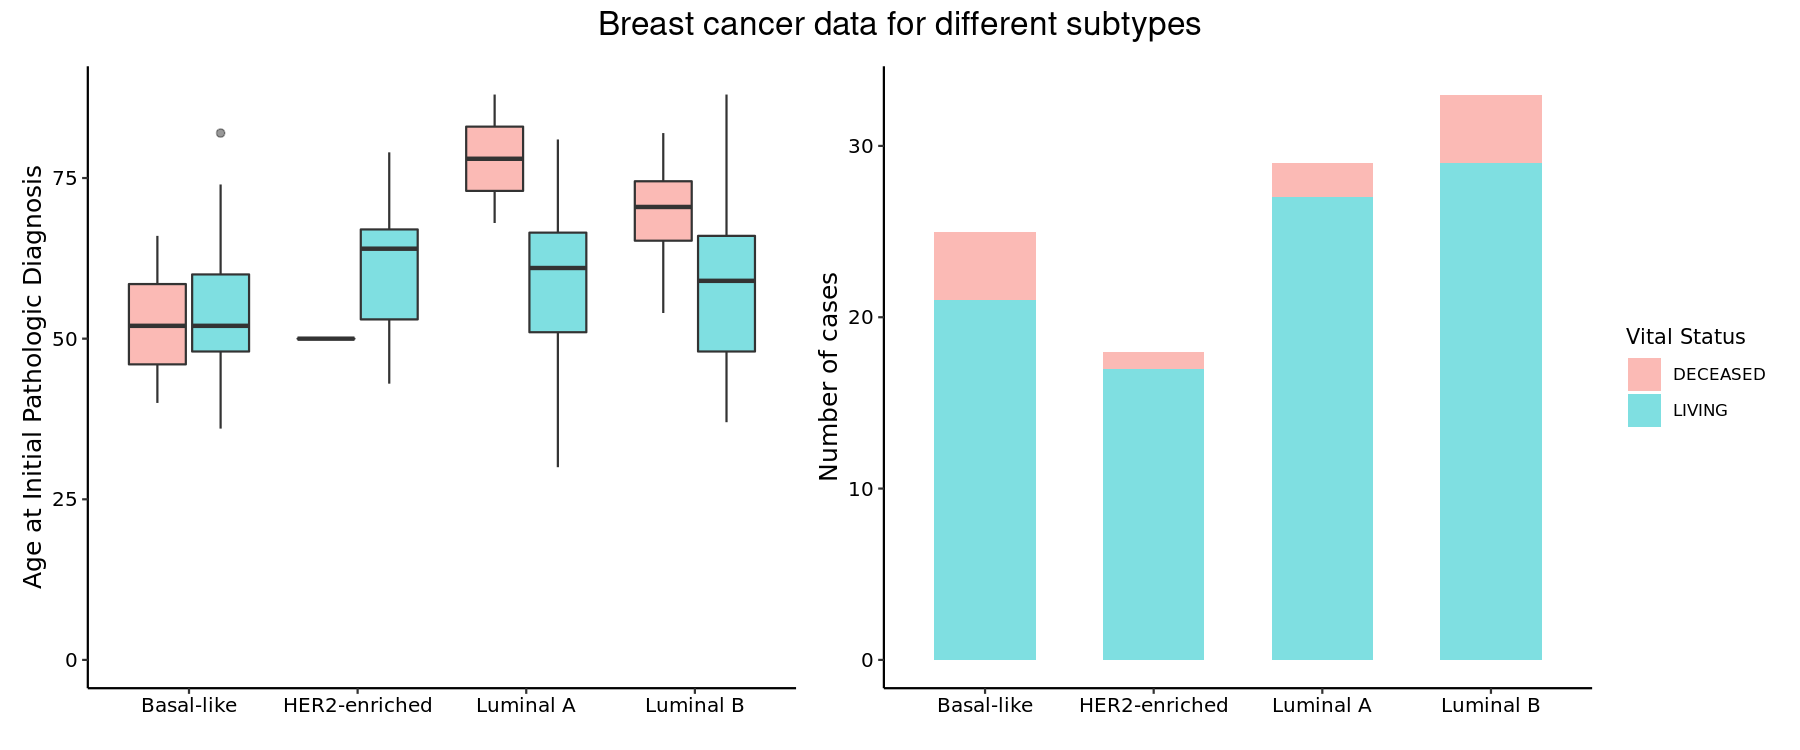 Breast cancer data for different subtypes
Age at Initial Pathologic Diagnosis
75
50
25
0
Basal-like
HER2-enriched
Luminal A
Luminal B
Number of cases
30
20
10
0
Basal-like
HER2-enriched
Luminal A
Luminal B
Vital Status
DECEASED
LIVING